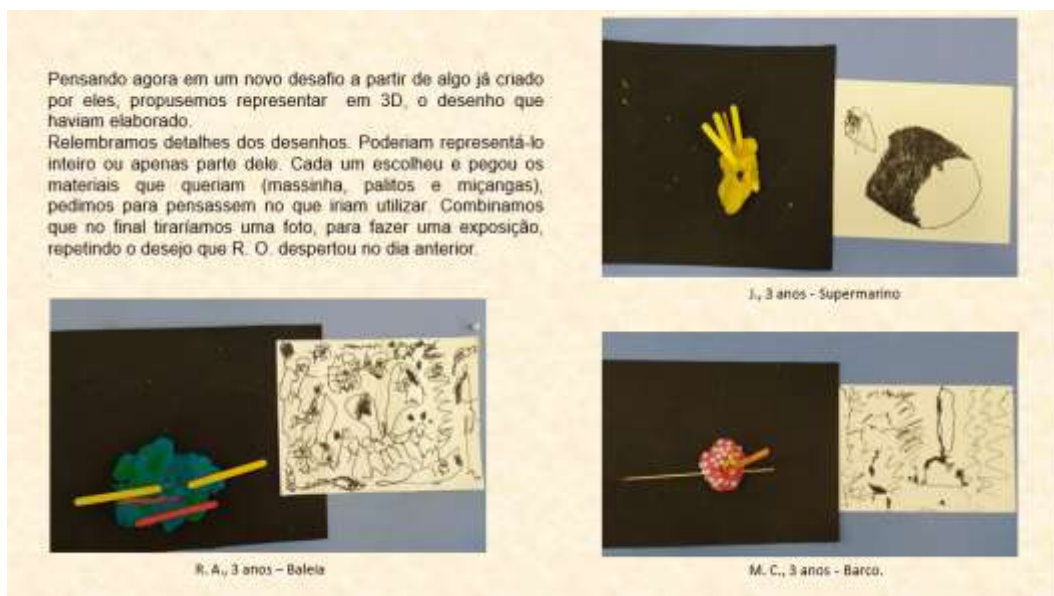 Pensando agora em um novo desafio a partir de algo já criado
por eles, propusemos representar em 3D, o desenho que
haviam elaborado.
Relembramos detalhes dos desenhos. Poderiam representá-lo
inteiro ou apenas parte dele. Cada um escolheu e pegou os
materiais que queriam (massinha, palitos e miçangas),
pedimos para pensassem no que iriam utilizar. Combinamos
que no final tiraríamos uma foto, para fazer uma exposição,
repetindo o desejo que R. O. despertou no dia anterior.
J., 3 anos - Supermarino
R. A., 3 anos – Baleia
M. C., 3 anos - Barco.